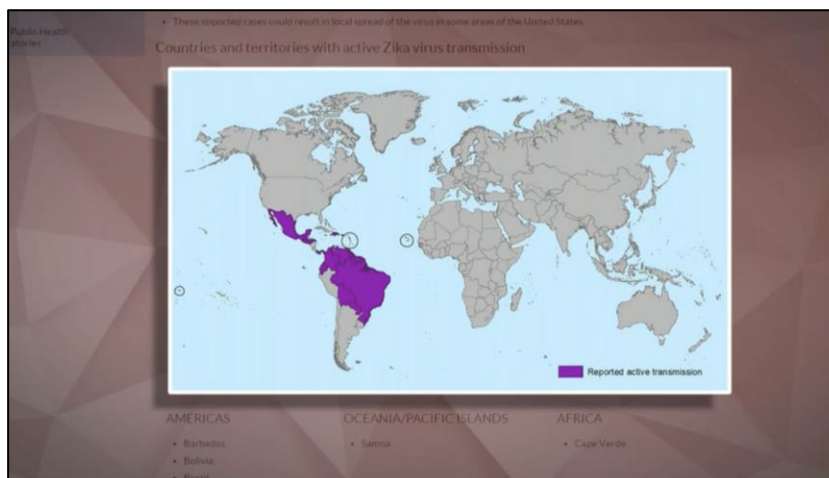 • These imported cases could result in local spread of the virus in some areas of the United States.
Public Health
atories
Countries and territories with active Zika virus transmission
Reported active transmission
AMERICAS
OCEANIA/PACIFIC ISLANDS
AFRICA
• Barbados
• Samoa
• Cape Verde
• Bolivia
• Brazil